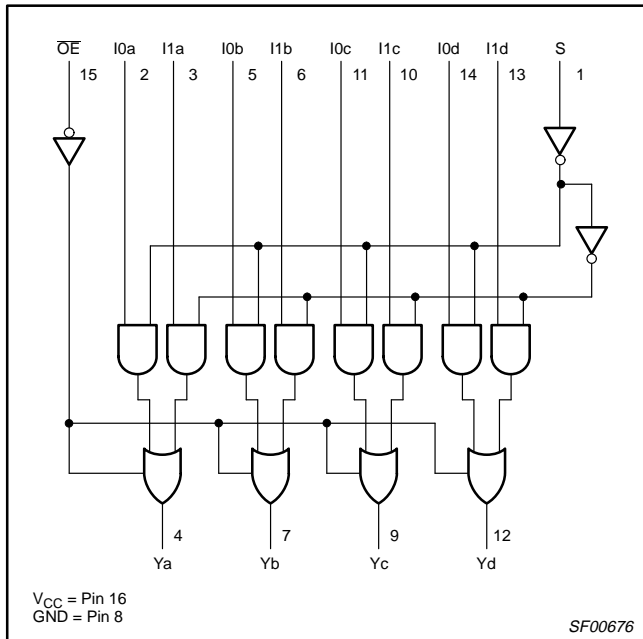 OE I0a I1a I0b I1b I0c I1c I0d I1d S
15 2 3 5 6 11 10 14 13 1
4 7 9 12
Ya Yb Yc Yd
VCC = Pin 16
GND = Pin 8
SF00676